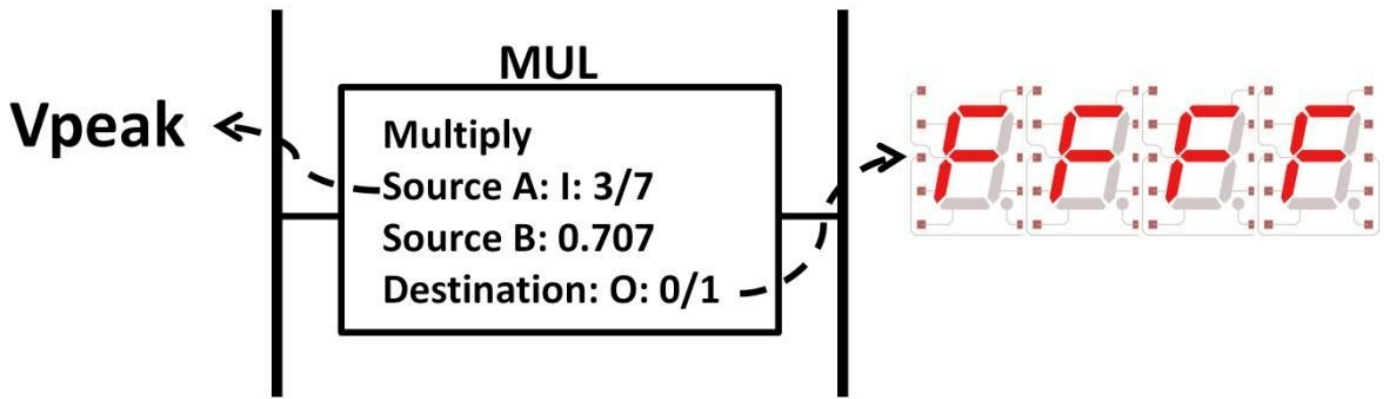 MUL
Vpeak
Multiply
Source A: I: 3/7
Source B: 0.707
Destination: O: 0/1
FFFF